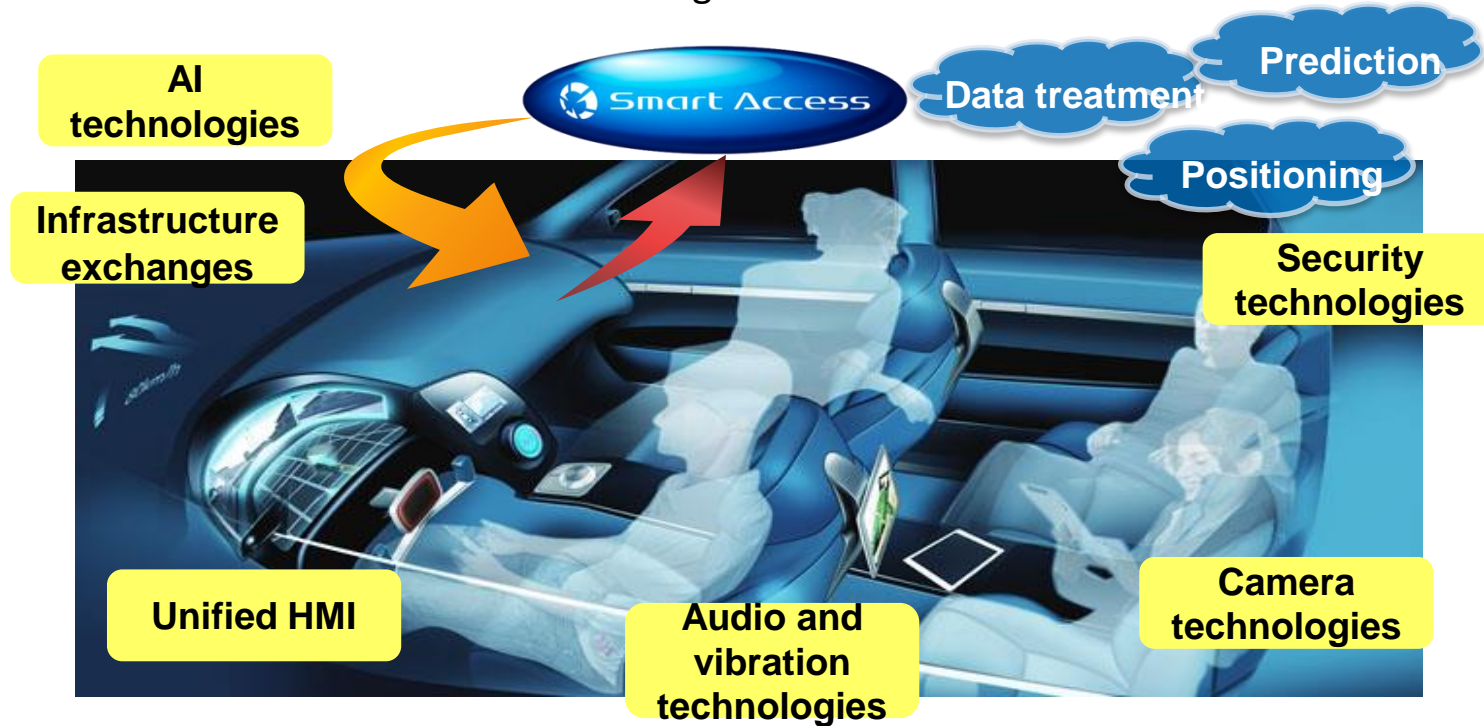 g
AI
technologies
Smart Access
Data treatment
Prediction
Positioning
Infrastructure
exchanges
Security
technologies
80km/h
Unified HMI
Audio and
vibration
technologies
Camera
technologies